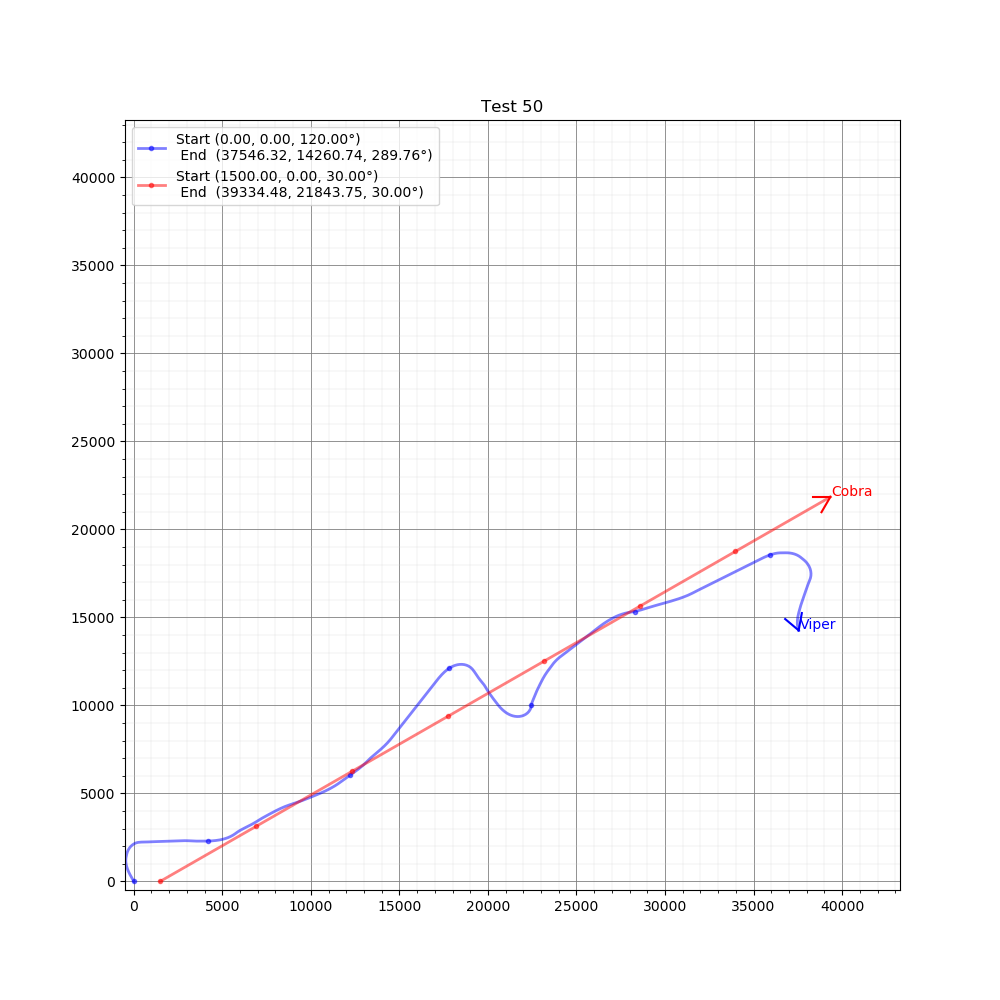 Test 50
Start (0.00, 0.00, 120.00°)
End (37546.32, 14260.74, 289.76°)
Start (1500.00, 0.00, 30.00°)
End (39334.48, 21843.75, 30.00°)
40000
35000
30000
25000
20000
15000
10000
5000
0
Cobra
Viper
0 5000 10000 15000 20000 25000 30000 35000 40000